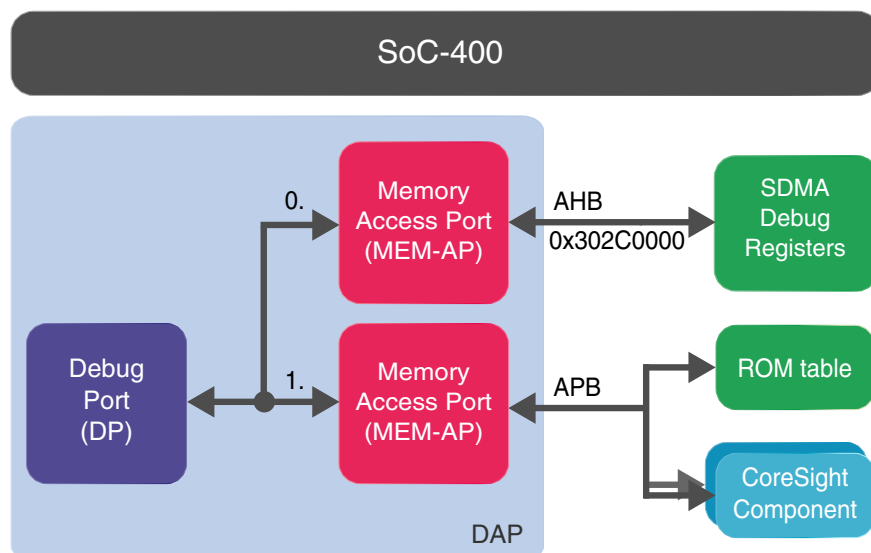 SoC-400
0.
Memory
Access Port
(MEM-AP)
AHB
0x302C0000
SDMA
Debug
Registers
Debug
Port
(DP)
1.
Memory
Access Port
(MEM-AP)
APB
ROM table
CoreSight
Component
DAP